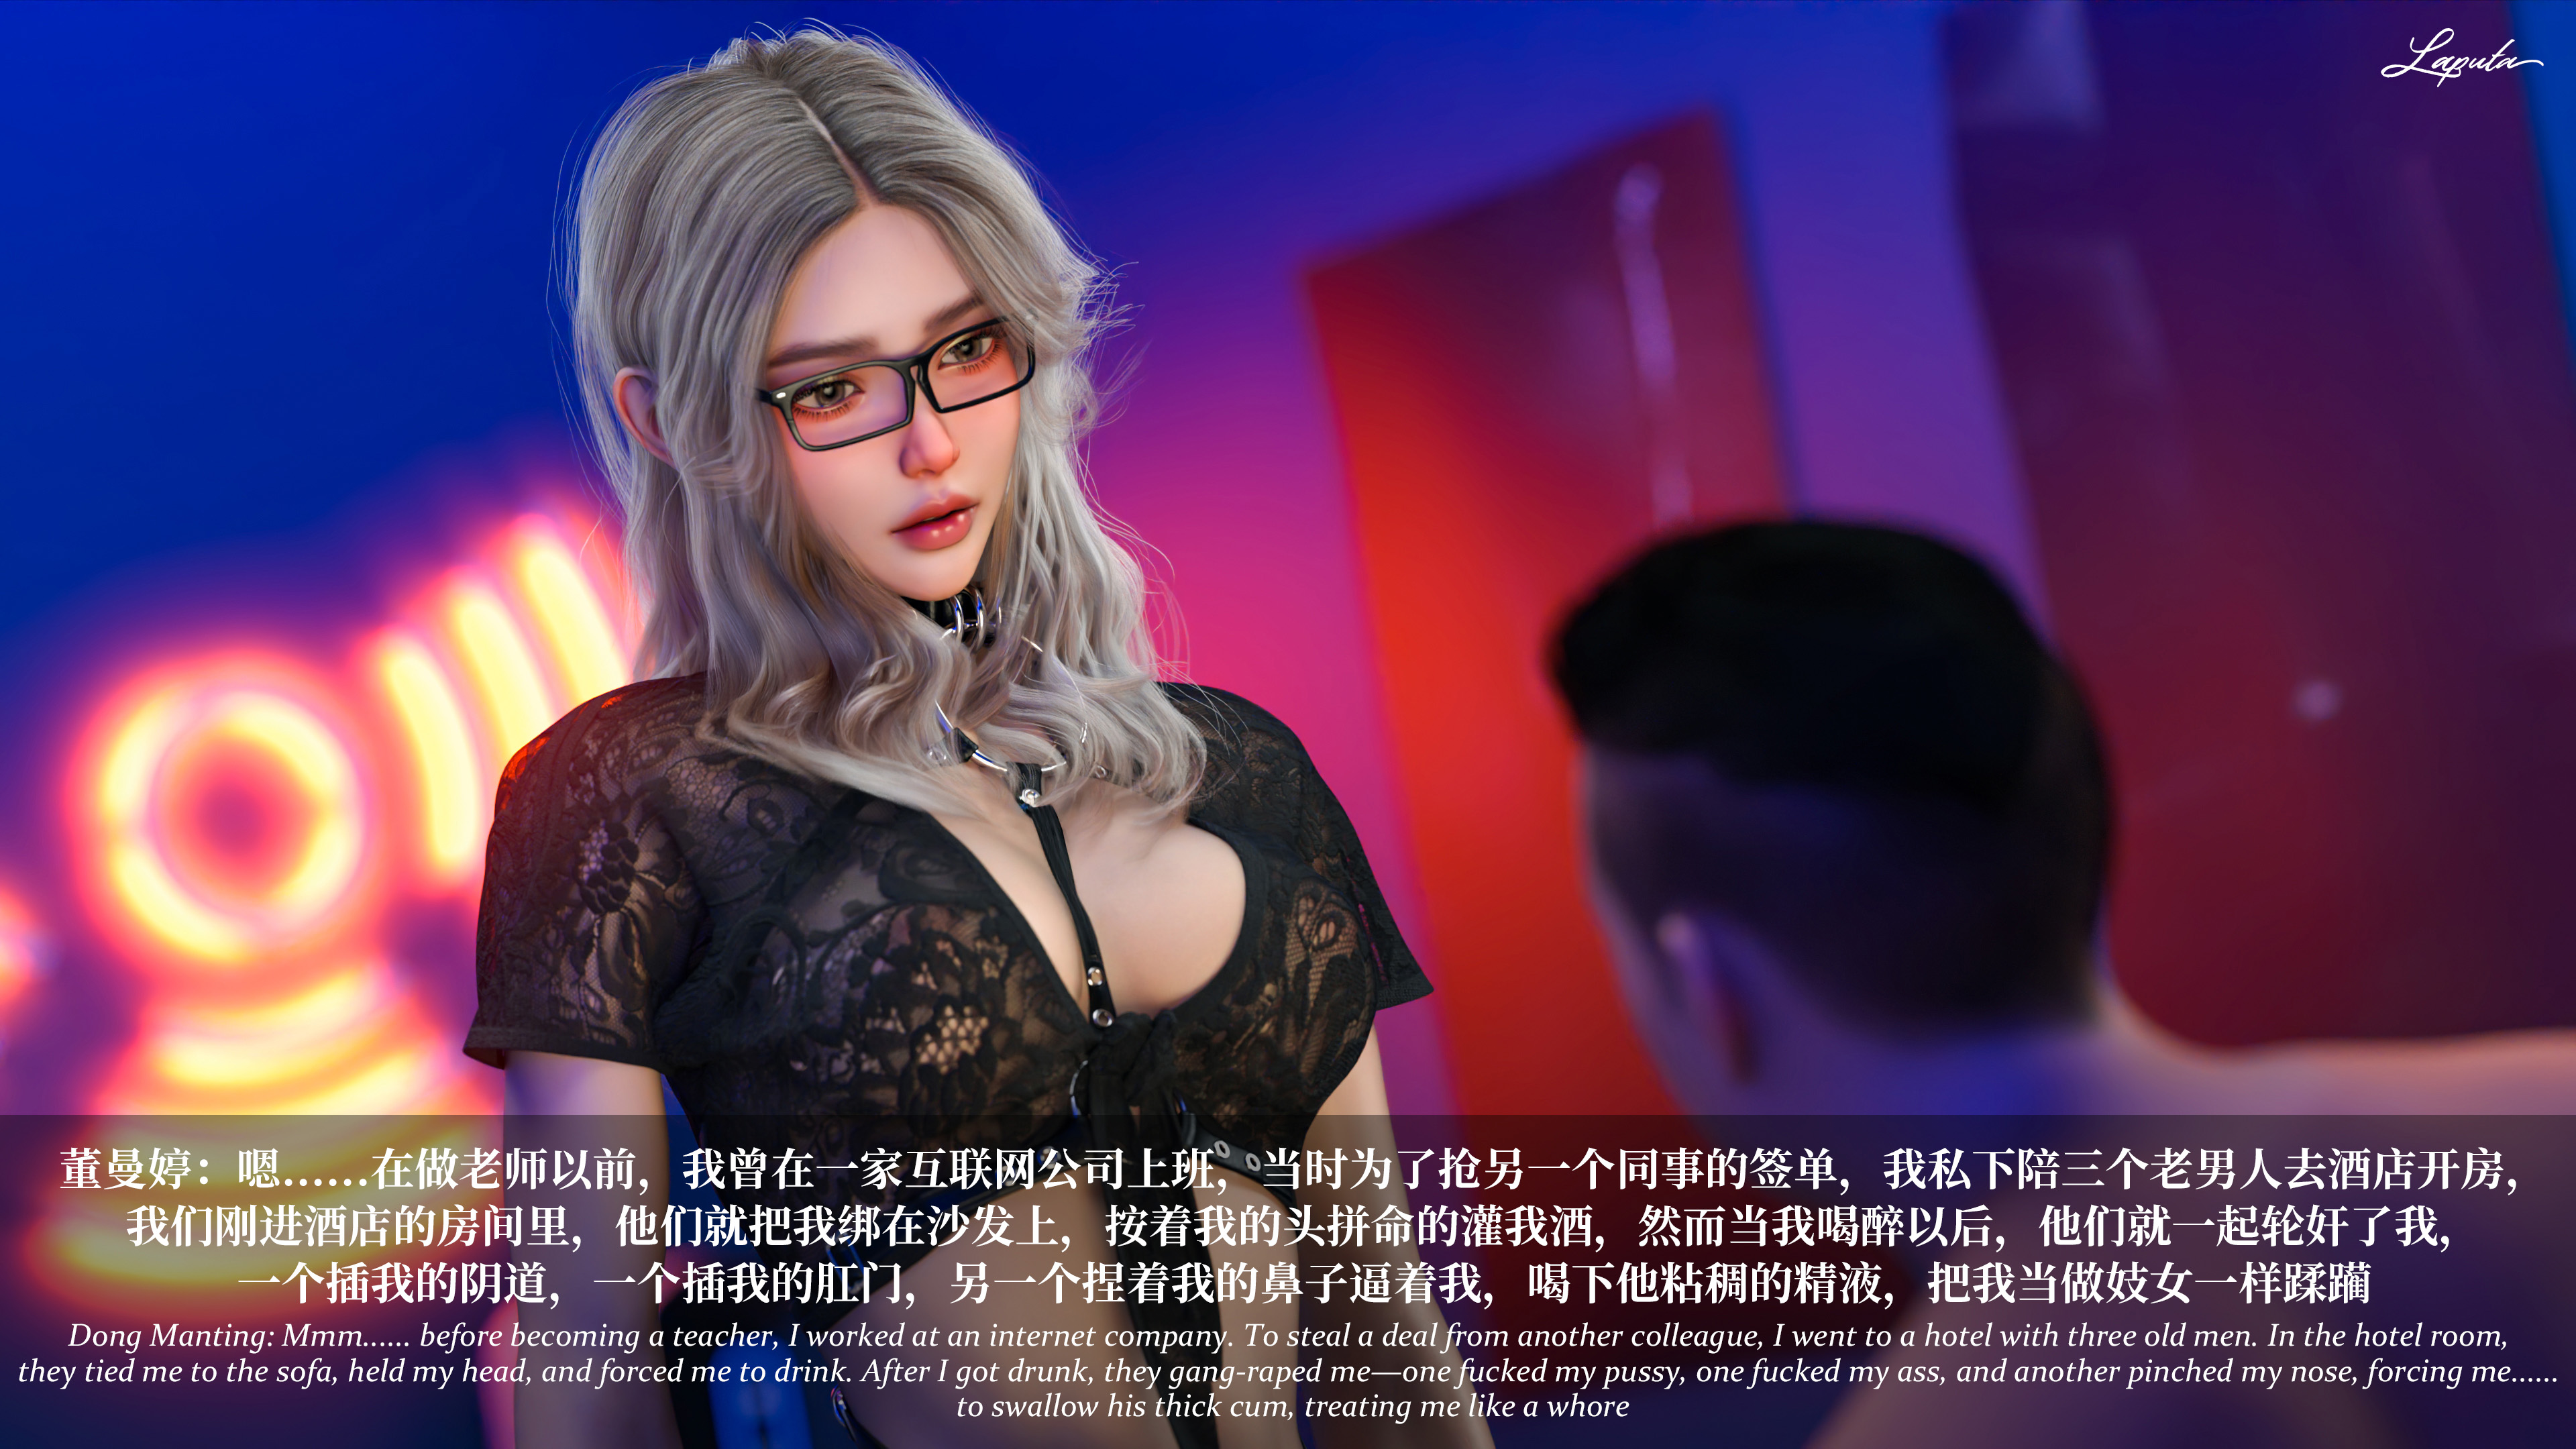 Laputa
董曼婷：嗯……在做老师以前，我曾在一家互联网公司上班，当时为了抢另一个同事的签单，我私下陪三个老男人去酒店开房，
我们刚进酒店的房间里，他们就把我绑在沙发上，按着我的头拼命的灌我酒，然而当我喝醉以后，他们就一起轮奸了我，
一个插我的阴道，一个插我的肛门，另一个捏着我的鼻子逼着我，喝下他粘稠的精液，把我当做妓女一样蹂躏
Dong Manting: Mmm...... before becoming a teacher, I worked at an internet company. To steal a deal from another colleague, I went to a hotel with three old men. In the hotel room,
they tied me to the sofa, held my head, and forced me to drink. After I got drunk, they gang-raped me—one fucked my pussy, one fucked my ass, and another pinched my nose, forcing me......
to swallow his thick cum, treating me like a whore